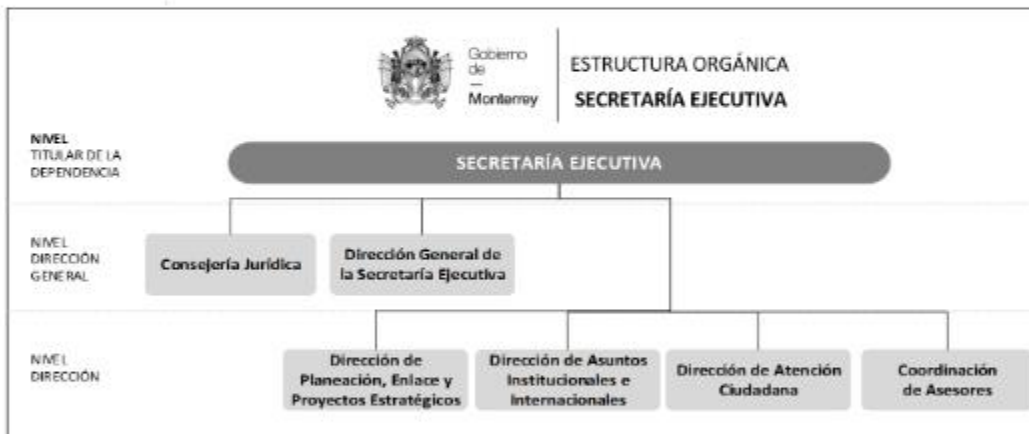 Gobierno
de
Monterrey
ESTRUCTURA ORGÁNICA
SECRETARÍA EJECUTIVA
NIVEL
TITULAR DE LA
DEPENDENCIA
SECRETARÍA EJECUTIVA
NIVEL
DIRECCIÓN
GENERAL
Consejería Jurídica
Dirección General de
la Secretaría Ejecutiva
NIVEL
DIRECCIÓN
Dirección de
Planeación, Enlace y
Proyectos Estratégicos
Dirección de Asuntos
Institucionales e
Internacionales
Dirección de Atención
Ciudadana
Coordinación
de Asesores